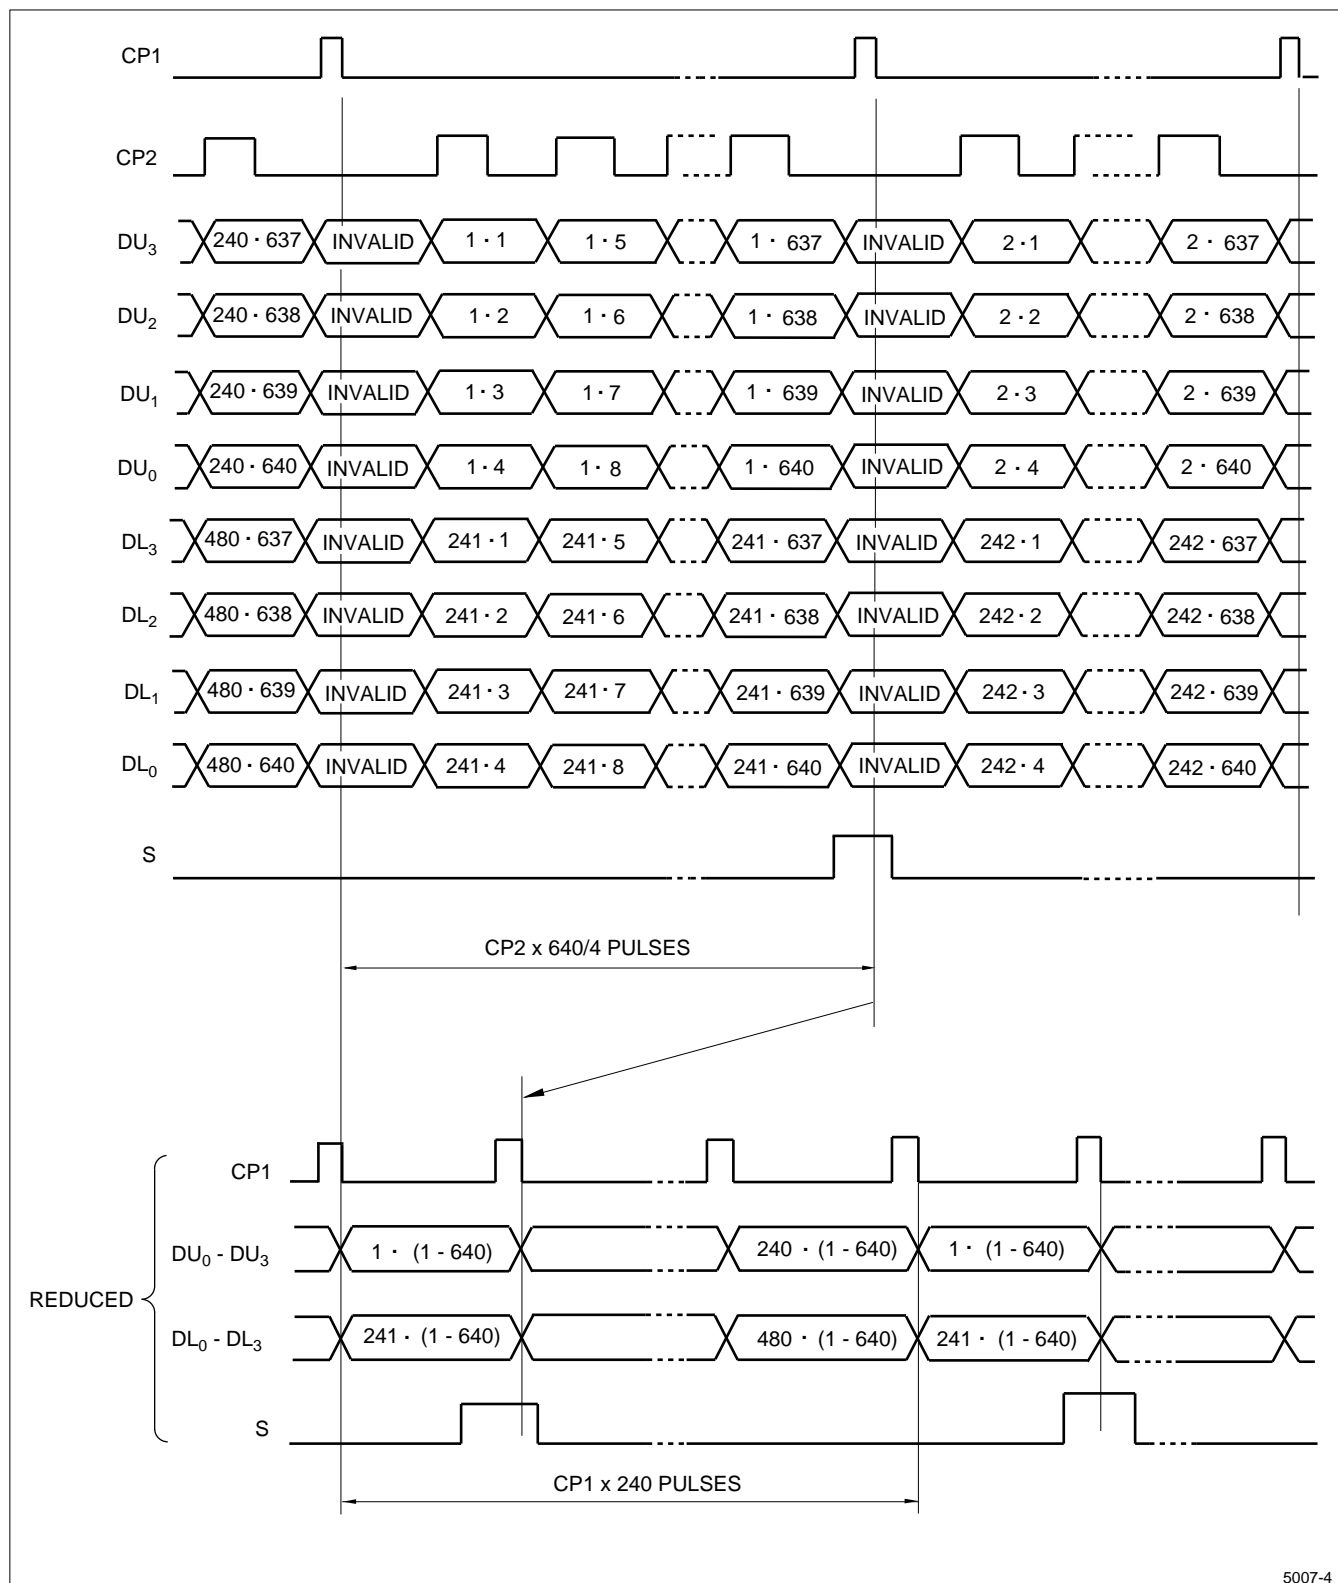 CP1
CP2
DU3 240 · 637 INVALID 1 · 1 1 · 5 1 · 637 INVALID 2 · 1 2 · 637
DU2 240 · 638 INVALID 1 · 2 1 · 6 1 · 638 INVALID 2 · 2 2 · 638
DU1 240 · 639 INVALID 1 · 3 1 · 7 1 · 639 INVALID 2 · 3 2 · 639
DU0 240 · 640 INVALID 1 · 4 1 · 8 1 · 640 INVALID 2 · 4 2 · 640
DL3 480 · 637 INVALID 241 · 1 241 · 5 241 · 637 INVALID 242 · 1 242 · 637
DL2 480 · 638 INVALID 241 · 2 241 · 6 241 · 638 INVALID 242 · 2 242 · 638
DL1 480 · 639 INVALID 241 · 3 241 · 7 241 · 639 INVALID 242 · 3 242 · 639
DL0 480 · 640 INVALID 241 · 4 241 · 8 241 · 640 INVALID 242 · 4 242 · 640
S
CP2 x 640/4 PULSES
CP1
DU0 - DU3 1 · (1 - 640) 240 · (1 - 640) 1 · (1 - 640)
REDUCED
DL0 - DL3 241 · (1 - 640) 480 · (1 - 640) 241 · (1 - 640)
S
CP1 x 240 PULSES
5007-4